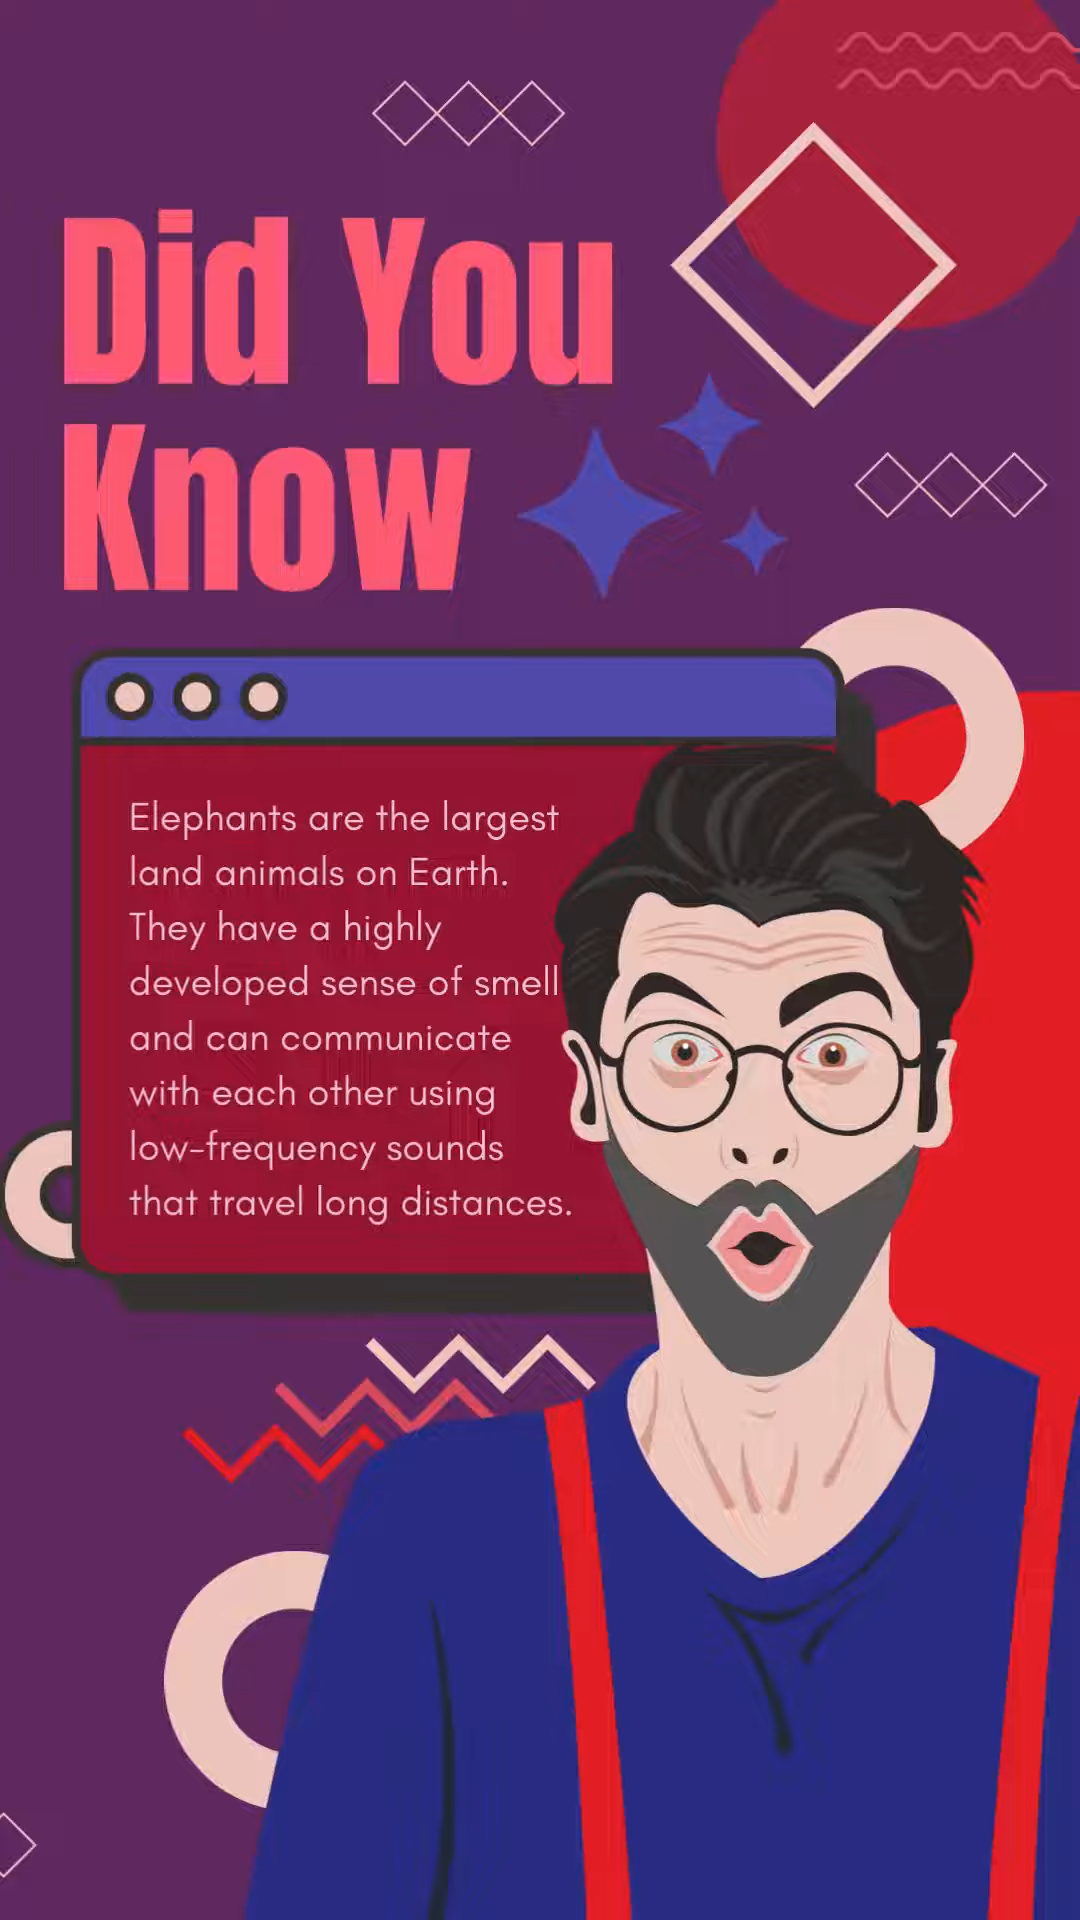 Did You
Know
Elephants are the largest
land animals on Earth.
They have a highly
developed sense of smell
and can communicate
with each other using
low-frequency sounds
that travel long distances.